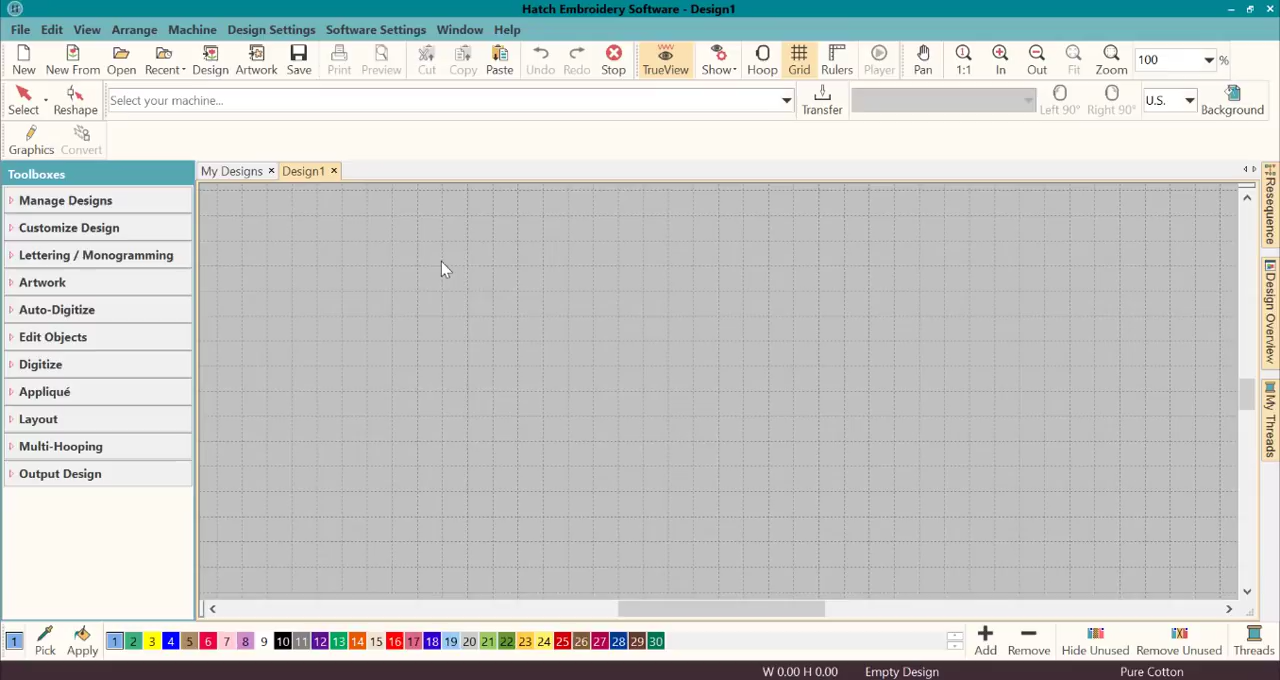 Hatch Embroidery Software - Design1
File Edit View Arrange Machine Design Settings Software Settings Window Help
New New From Open Recent Design Artwork Save Print Preview Cut Copy Paste Undo Redo Stop TrueView Show Hoop Grid Rulers Player Pan 1:1 In Out Fit Zoom 100 %
Select Reshape Select your machine... Transfer Left 90° Right 90° U.S. Background
Graphics Convert
Toolboxes
My Designs × Design1 ×
Manage Designs
Customize Design
Lettering / Monogramming
Artwork
Auto-Digitize
Edit Objects
Digitize
Appliqué
Layout
Multi-Hooping
Output Design
Resequence
Design Overview
My Threads
1 Pick Apply 1 2 3 4 5 6 7 8 9 10 11 12 13 14 15 16 17 18 19 20 21 22 23 24 25 26 27 28 29 30 Add Remove Hide Unused Remove Unused Threads
W 0.00 H 0.00 Empty Design Pure Cotton